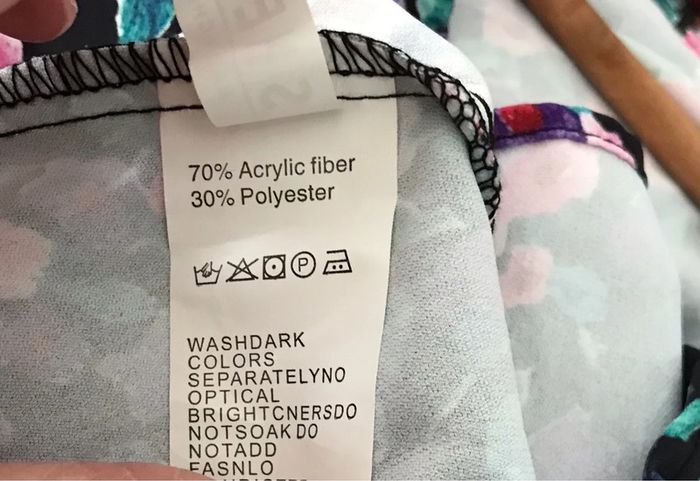 70% Acrylic fiber
30% Polyester
P
WASHDARK
COLORS
SEPARATELYNO
OPTICAL
BRIGHTCNERSDO
NOTSOAK DO
NOTADD
FASNLO